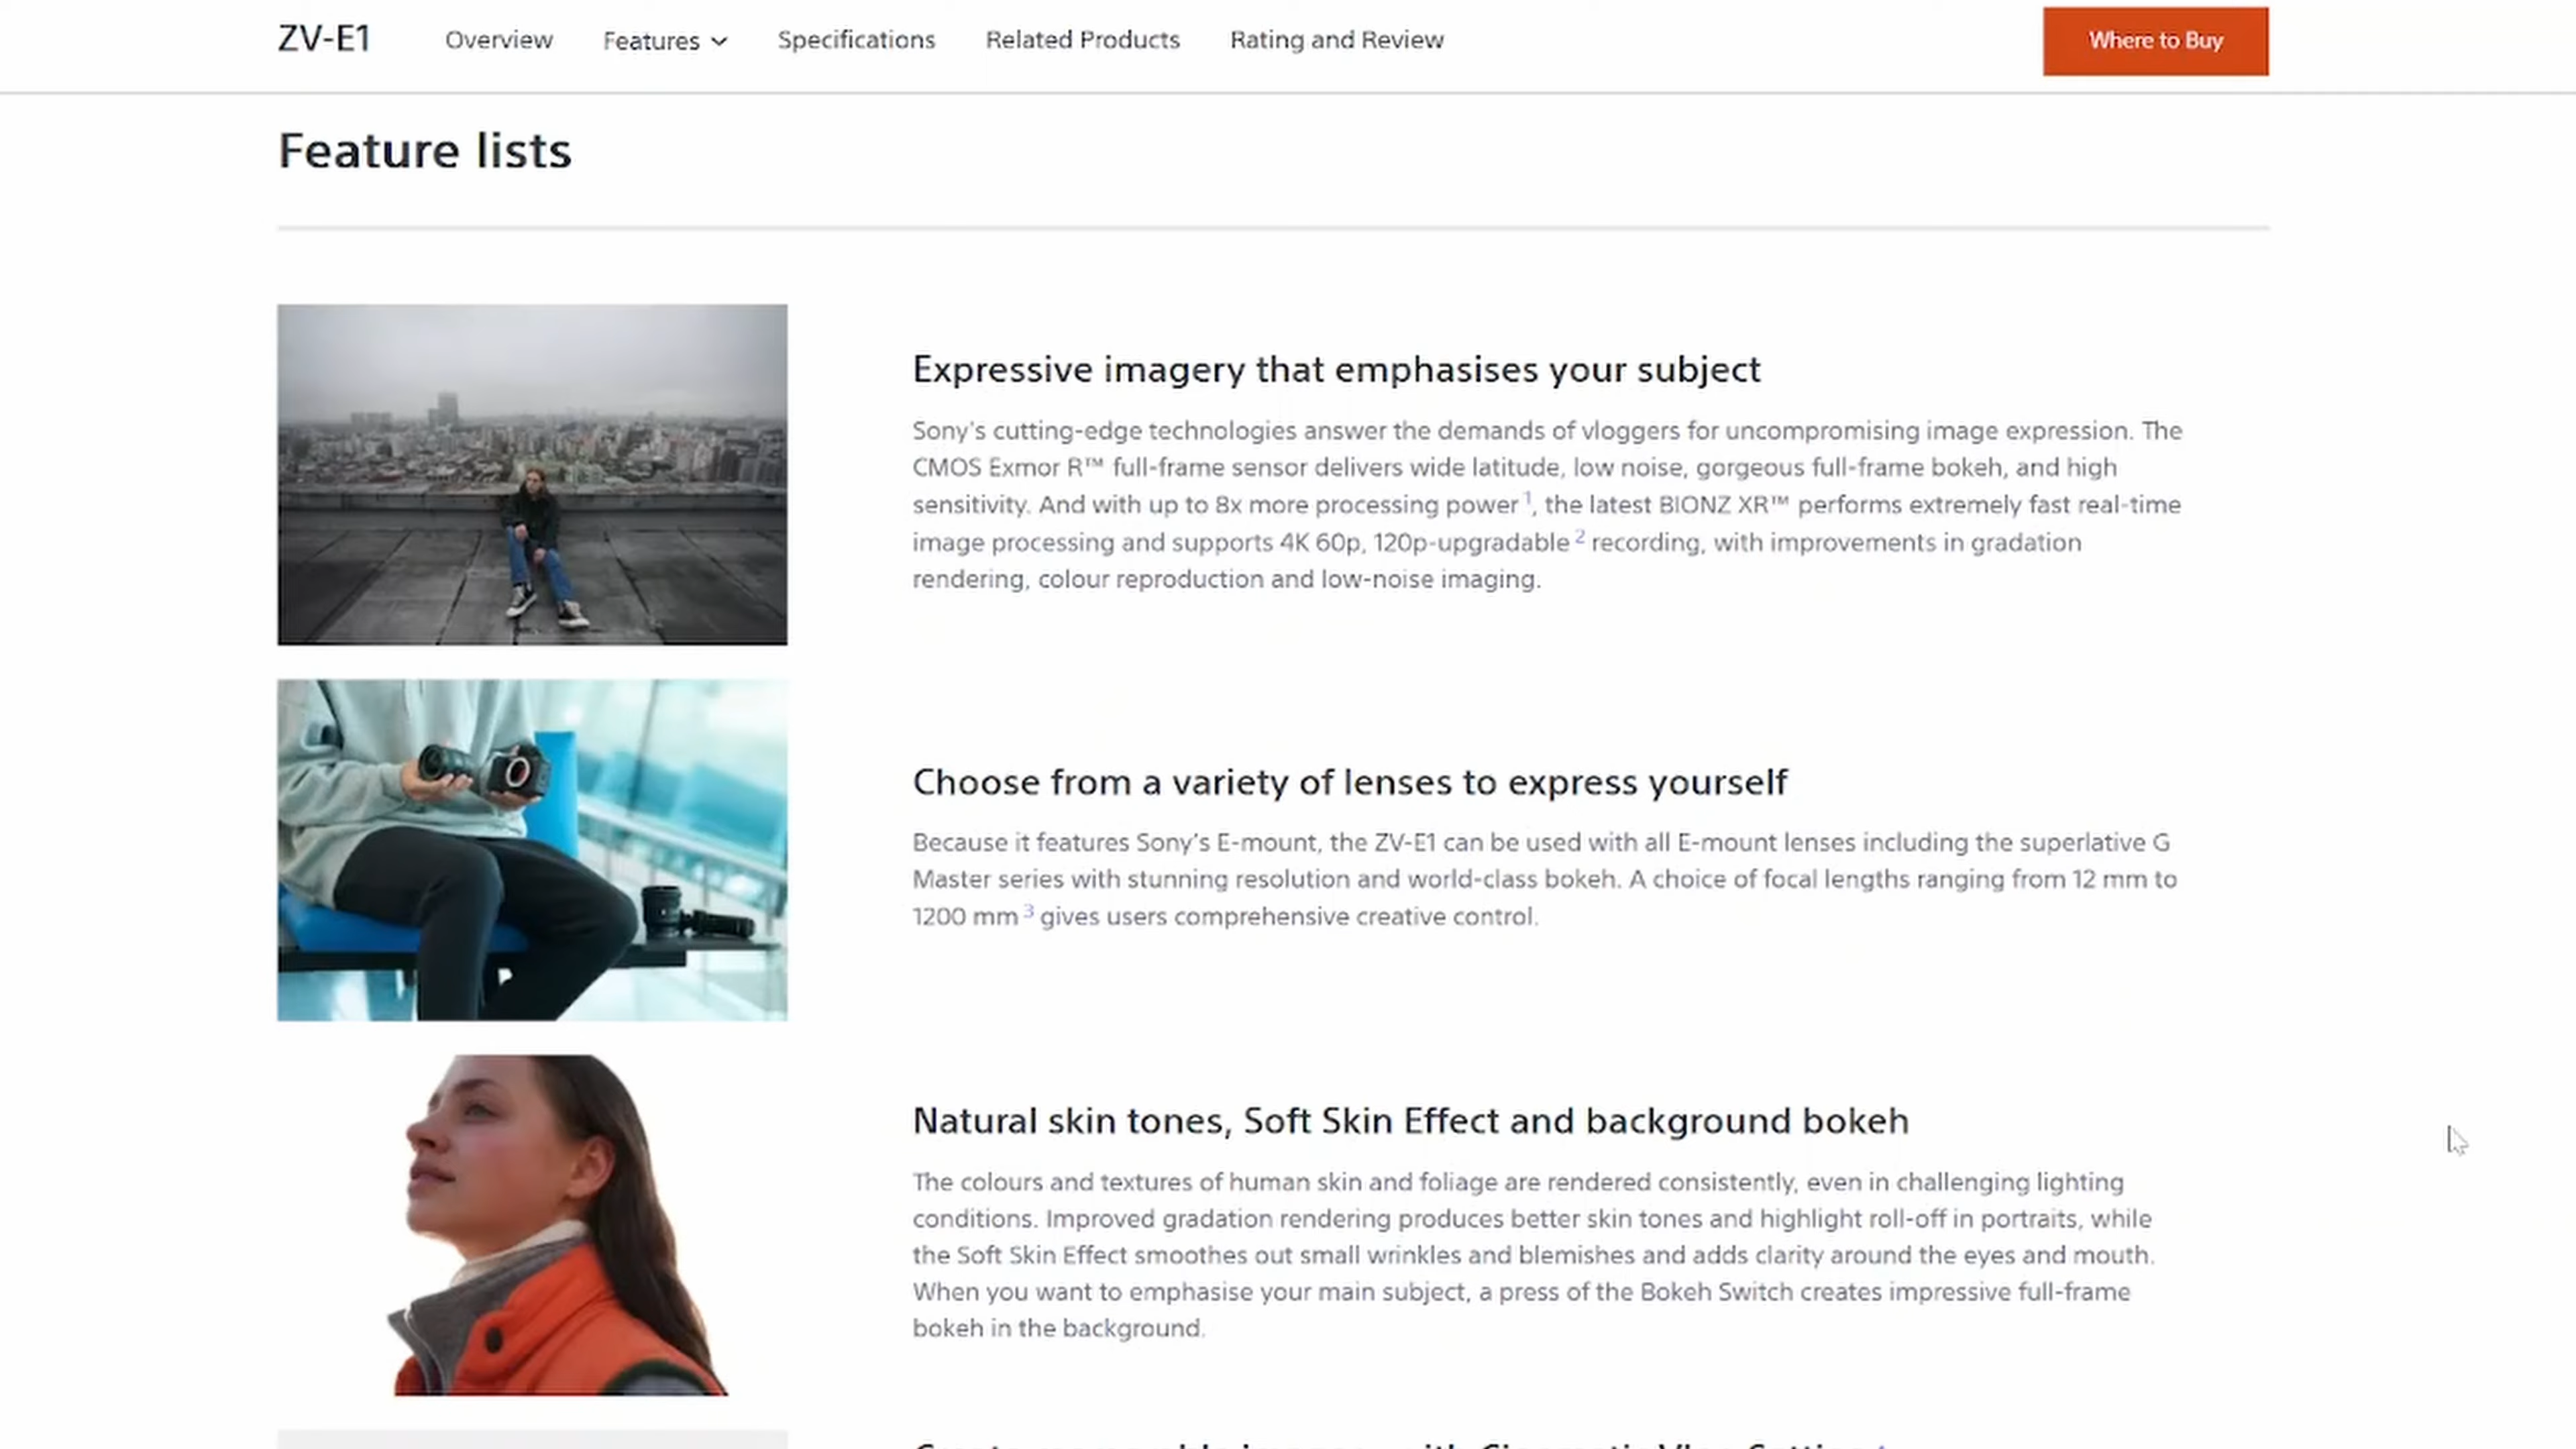 ZV-E1 Overview Features Specifications Related Products Rating and Review Where to Buy
Feature lists
Expressive imagery that emphasises your subject
Sony's cutting-edge technologies answer the demands of vloggers for uncompromising image expression. The
CMOS Exmor R™ full-frame sensor delivers wide latitude, low noise, gorgeous full-frame bokeh, and high
sensitivity. And with up to 8x more processing power 1, the latest BIONZ XR™ performs extremely fast real-time
image processing and supports 4K 60p, 120p-upgradable 2 recording, with improvements in gradation
rendering, colour reproduction and low-noise imaging.
Choose from a variety of lenses to express yourself
Because it features Sony's E-mount, the ZV-E1 can be used with all E-mount lenses including the superlative G
Master series with stunning resolution and world-class bokeh. A choice of focal lengths ranging from 12 mm to
1200 mm 3 gives users comprehensive creative control.
Natural skin tones, Soft Skin Effect and background bokeh
The colours and textures of human skin and foliage are rendered consistently, even in challenging lighting
conditions. Improved gradation rendering produces better skin tones and highlight roll-off in portraits, while
the Soft Skin Effect smoothes out small wrinkles and blemishes and adds clarity around the eyes and mouth.
When you want to emphasise your main subject, a press of the Bokeh Switch creates impressive full-frame
bokeh in the background.